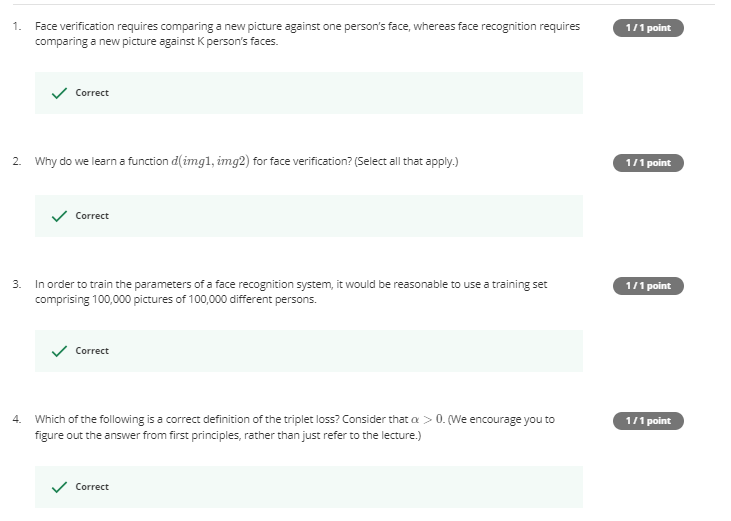 1. Face verification requires comparing a new picture against one person's face, whereas face recognition requires 1 / 1 point
comparing a new picture against K person's faces.
Correct
2. Why do we learn a function d(img1, img2) for face verification? (Select all that apply.) 1 / 1 point
Correct
3. In order to train the parameters of a face recognition system, it would be reasonable to use a training set 1 / 1 point
comprising 100,000 pictures of 100,000 different persons.
Correct
4. Which of the following is a correct definition of the triplet loss? Consider that α > 0. (We encourage you to 1 / 1 point
figure out the answer from first principles, rather than just refer to the lecture.)
Correct